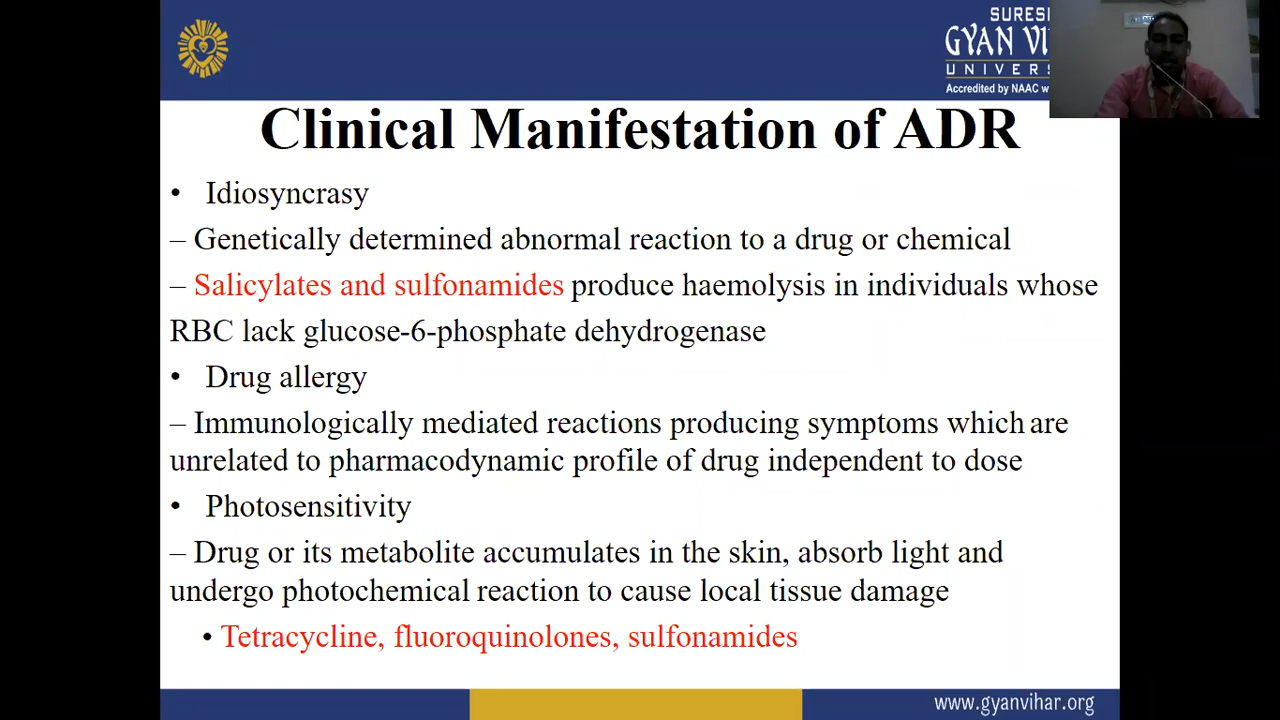 SURES
GYAN VI
UNIVERS
Accredited by NAAC w
Clinical Manifestation of ADR
• Idiosyncrasy
– Genetically determined abnormal reaction to a drug or chemical
– Salicylates and sulfonamides produce haemolysis in individuals whose
RBC lack glucose-6-phosphate dehydrogenase
• Drug allergy
– Immunologically mediated reactions producing symptoms which are
unrelated to pharmacodynamic profile of drug independent to dose
• Photosensitivity
– Drug or its metabolite accumulates in the skin, absorb light and
undergo photochemical reaction to cause local tissue damage
• Tetracycline, fluoroquinolones, sulfonamides
www.gyanvihar.org